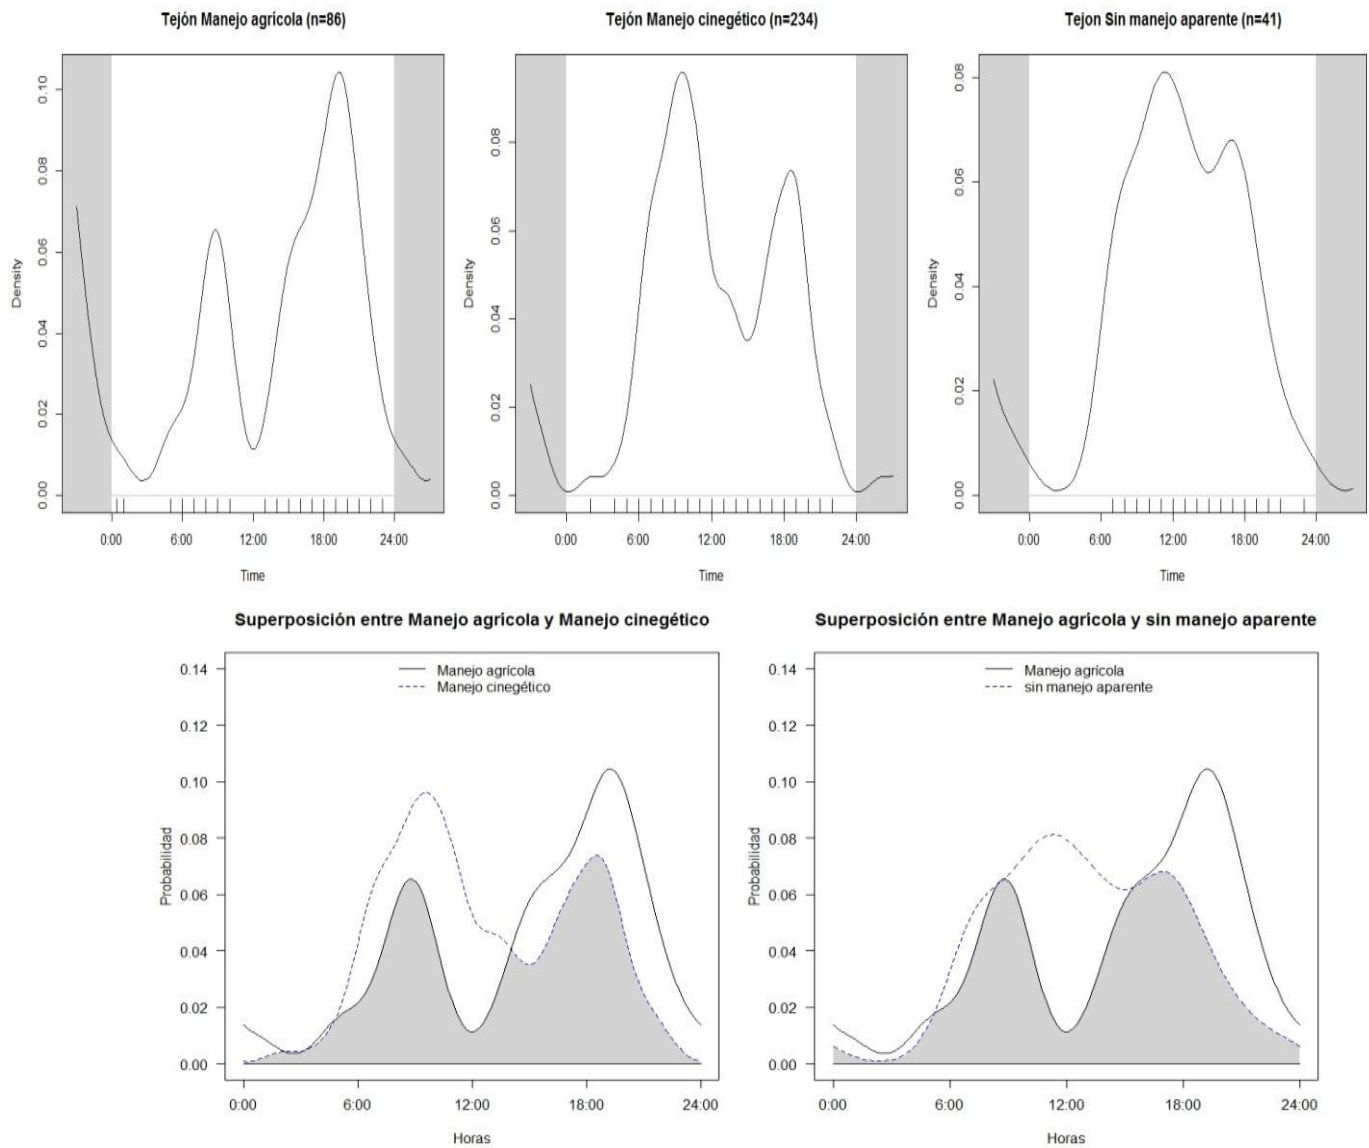 Tejón Manejo agrícola (n=86)
Density
0.00
0.02
0.04
0.06
0.08
0.10
0:00 6:00 12:00 18:00 24:00
Time
Tejón Manejo cinegético (n=234)
Density
0.00
0.02
0.04
0.06
0.08
0:00 6:00 12:00 18:00 24:00
Time
Tejon Sin manejo aparente (n=41)
Density
0.00
0.02
0.04
0.06
0.08
0:00 6:00 12:00 18:00 24:00
Time
Superposición entre Manejo agrícola y Manejo cinegético
Manejo agrícola
Manejo cinegético
Probabilidad
0.14
0.12
0.10
0.08
0.06
0.04
0.02
0.00
0:00 6:00 12:00 18:00 24:00
Horas
Superposición entre Manejo agrícola y sin manejo aparente
Manejo agrícola
sin manejo aparente
Probabilidad
0.14
0.12
0.10
0.08
0.06
0.04
0.02
0.00
0:00 6:00 12:00 18:00 24:00
Horas